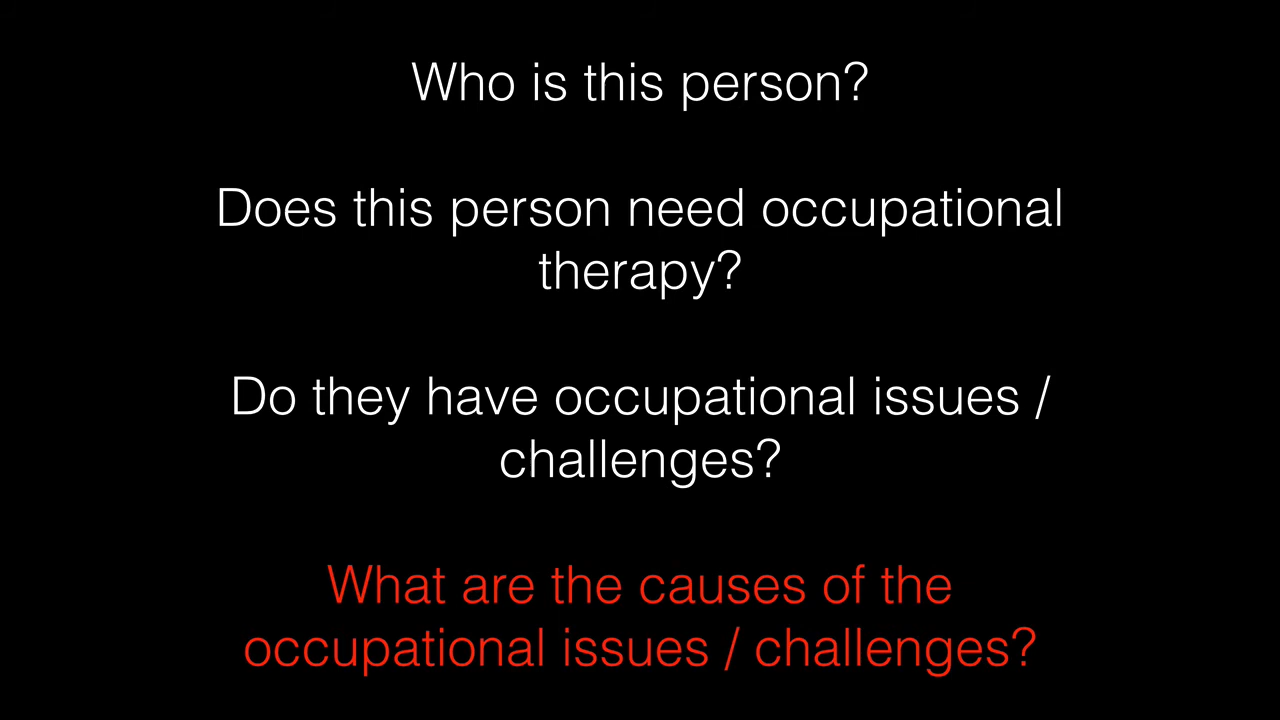 Who is this person?
Does this person need occupational
therapy?
Do they have occupational issues /
challenges?
What are the causes of the
occupational issues / challenges?